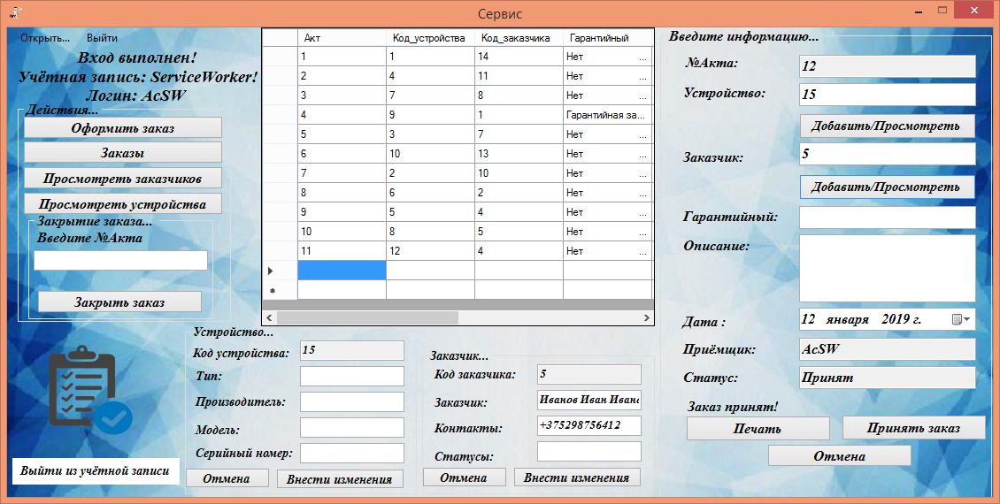 Сервис
Открыть... Выйти
Вход выполнен!
Учётная запись: ServiceWorker!
Логин: AcSW
Действия...
Оформить заказ
Заказы
Просмотреть заказчиков
Просмотреть устройства
Закрытие заказа...
Введите №Акта
Закрыть заказ
Выйти из учётной записи
Акт Код_устройства Код_заказчика Гарантийный
1 1 14 Нет ...
2 4 11 Нет ...
3 7 8 Нет ...
4 9 1 Гарантийная за...
5 3 7 Нет ...
6 10 13 Нет ...
7 2 10 Нет ...
8 6 2 Нет ...
9 5 4 Нет ...
10 8 5 Нет ...
11 12 4 Нет ...
Устройство...
Код устройства: 15
Тип:
Производитель:
Модель:
Серийный номер:
Отмена Внести изменения
Заказчик...
Код заказчика: 5
Заказчик: Иванов Иван Ивано
Контакты: +375298756412
Статусы:
Отмена Внести изменения
Введите информацию...
№Акта: 12
Устройство: 15
Добавить/Просмотреть
Заказчик: 5
Добавить/Просмотреть
Гарантийный:
Описание:
Дата : 12 января 2019 г.
Приёмщик: AcSW
Статус: Принят
Заказ принят!
Печать Принять заказ
Отмена